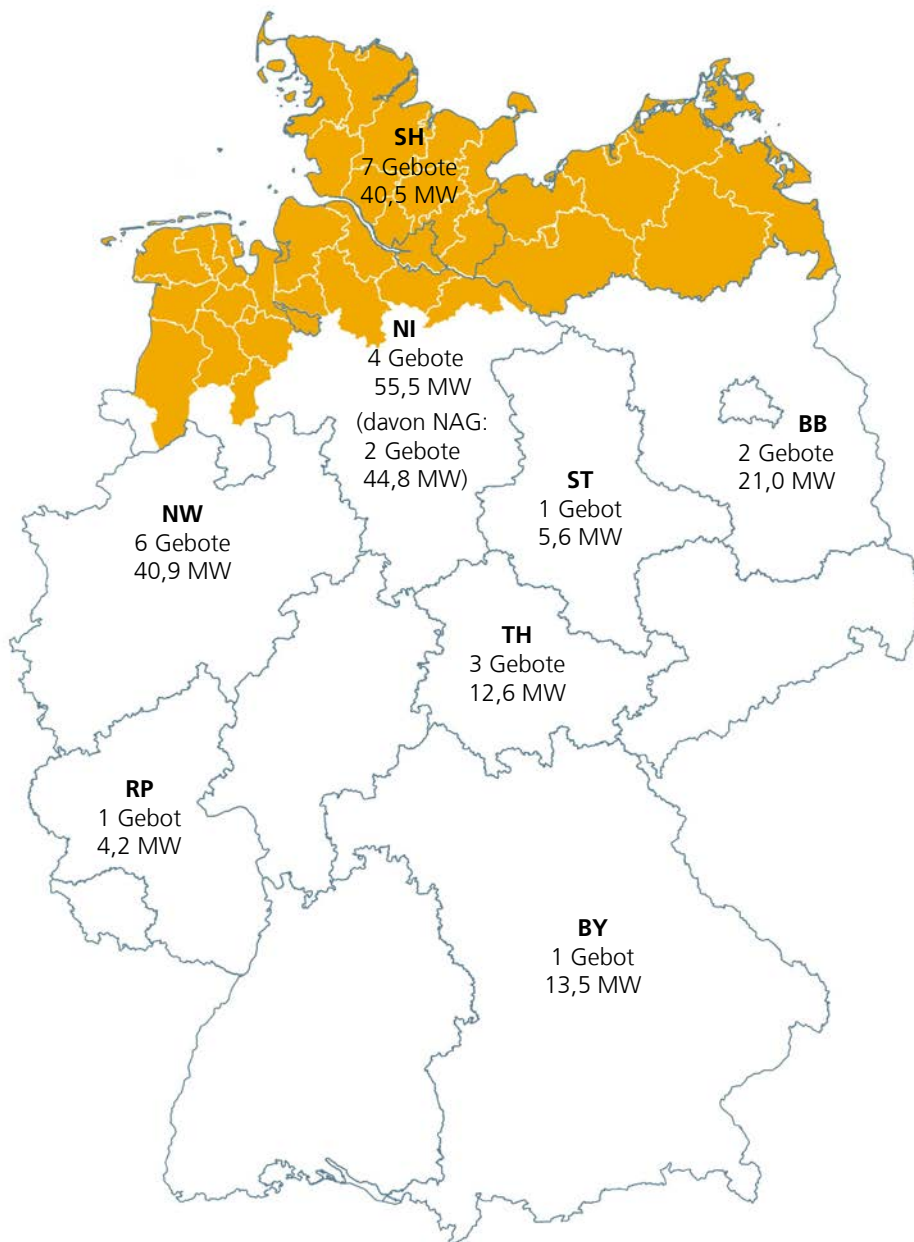 SH
7 Gebote
40,5 MW
NI
4 Gebote
55,5 MW
(davon NAG:
2 Gebote
44,8 MW)
BB
2 Gebote
21,0 MW
ST
1 Gebot
5,6 MW
NW
6 Gebote
40,9 MW
TH
3 Gebote
12,6 MW
RP
1 Gebot
4,2 MW
BY
1 Gebot
13,5 MW